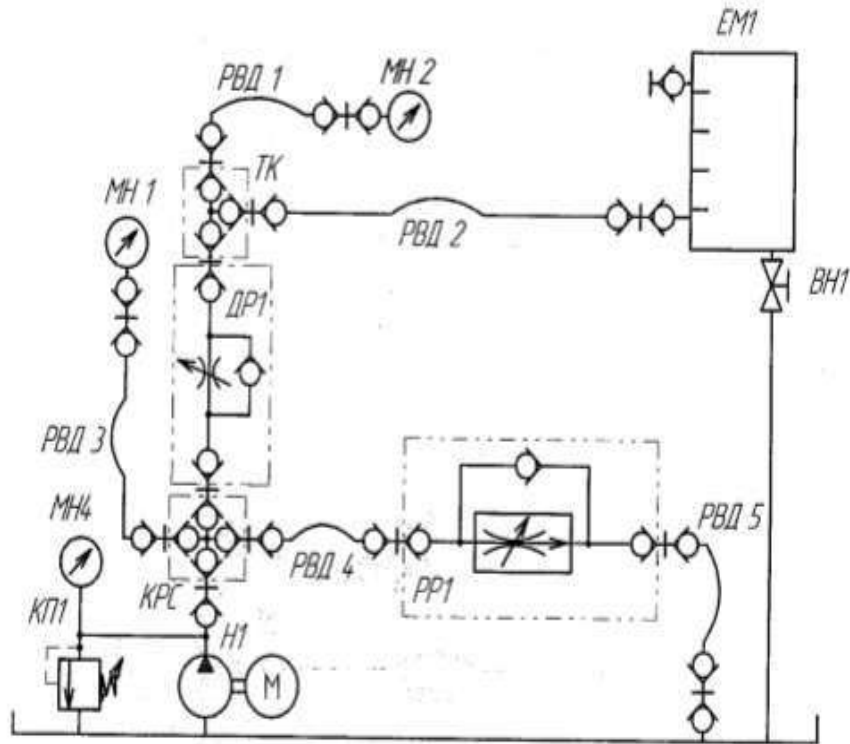 ЕМ1
РВД 1
МН 2
ТК
МН 1
РВД 2
ВН1
ДР1
РВД 3
МН4
РВД 5
РВД 4
РР1
КРС
КП1
Н1
М